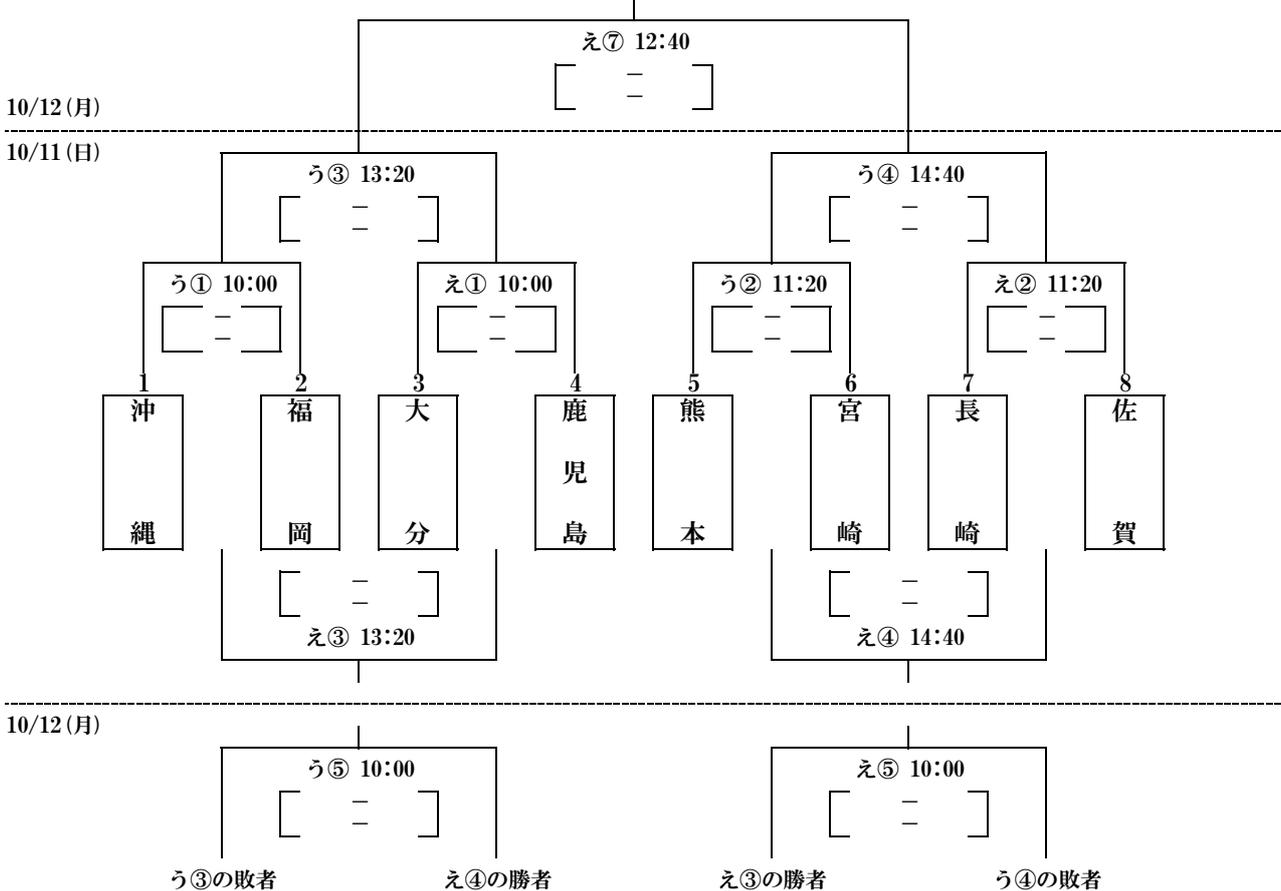 え⑦ 12:40
－
－
10/12(月)
10/11(日)
う③ 13:20
－
－
う④ 14:40
－
－
う① 10:00
－
－
え① 10:00
－
－
う② 11:20
－
－
え② 11:20
－
－
1
2
3
4
5
6
7
8
沖縄
福岡
大分
鹿児島
熊本
宮崎
長崎
佐賀
－
－
え③ 13:20
－
－
え④ 14:40
10/12(月)
う⑤ 10:00
－
－
え⑤ 10:00
－
－
う③の敗者
え④の勝者
え③の勝者
う④の敗者